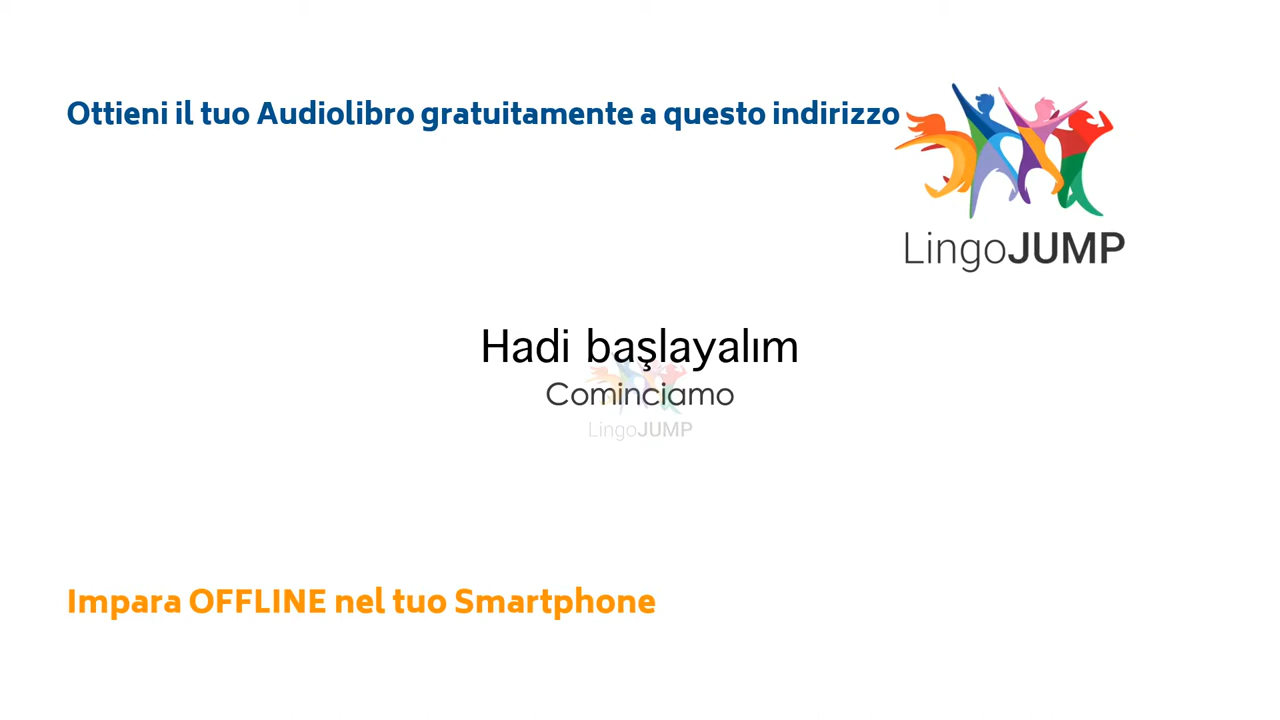 Ottieni il tuo Audiolibro gratuitamente a questo indirizzo
LingoJUMP
Hadi başlayalım
Cominciamo
LingoJUMP
Impara OFFLINE nel tuo Smartphone